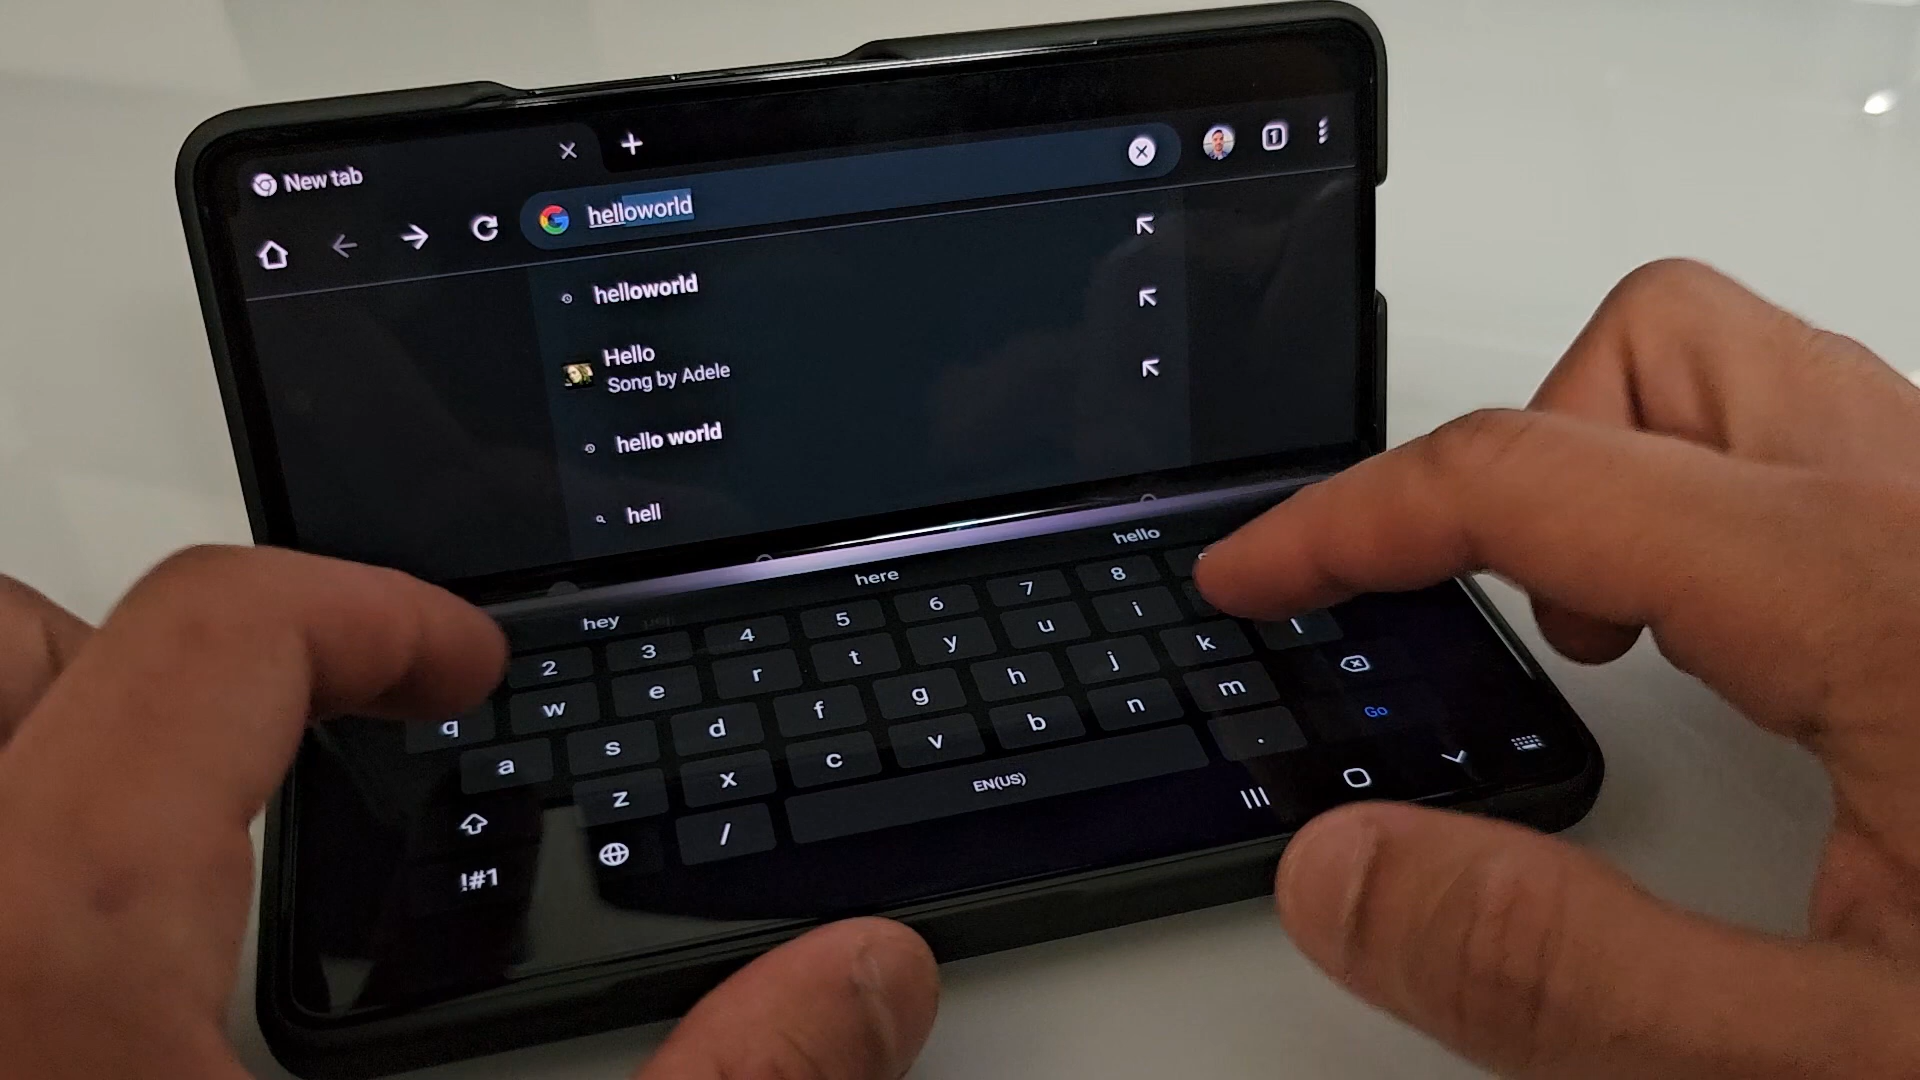 New tab
1
helloworld
helloworld
Hello
Song by Adele
hello world
hell
hey here hello
2 3 4 5 6 7 8
q w e r t y u i
a s d f g h j k l
z x c v b n m
!#1 / EN(US) . Go